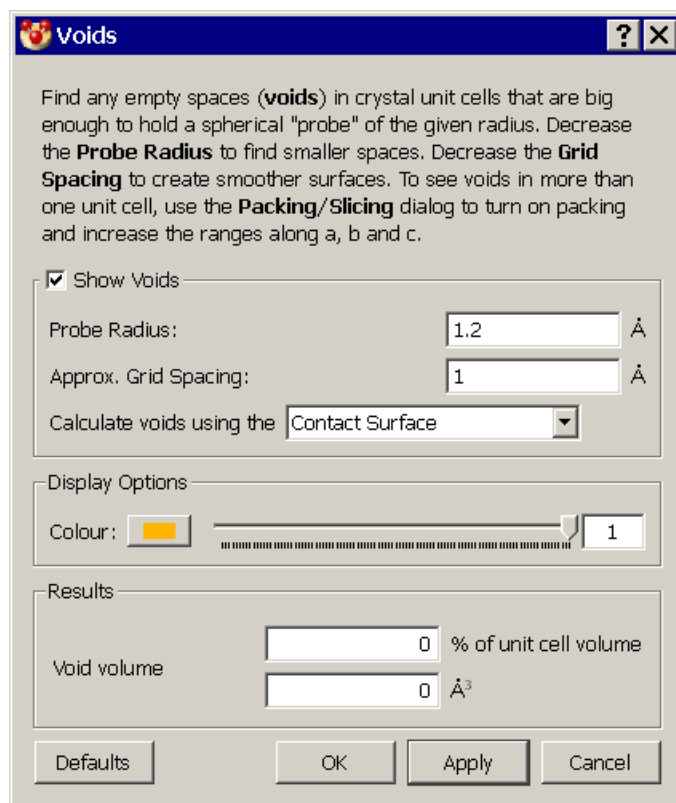 Voids
Find any empty spaces (voids) in crystal unit cells that are big
enough to hold a spherical "probe" of the given radius. Decrease
the Probe Radius to find smaller spaces. Decrease the Grid
Spacing to create smoother surfaces. To see voids in more than
one unit cell, use the Packing/Slicing dialog to turn on packing
and increase the ranges along a, b and c.
Show Voids
Probe Radius: 1.2 Å
Approx. Grid Spacing: 1 Å
Calculate voids using the Contact Surface
Display Options
Colour: 1
Results
0 % of unit cell volume
Void volume
0 Å³
Defaults OK Apply Cancel